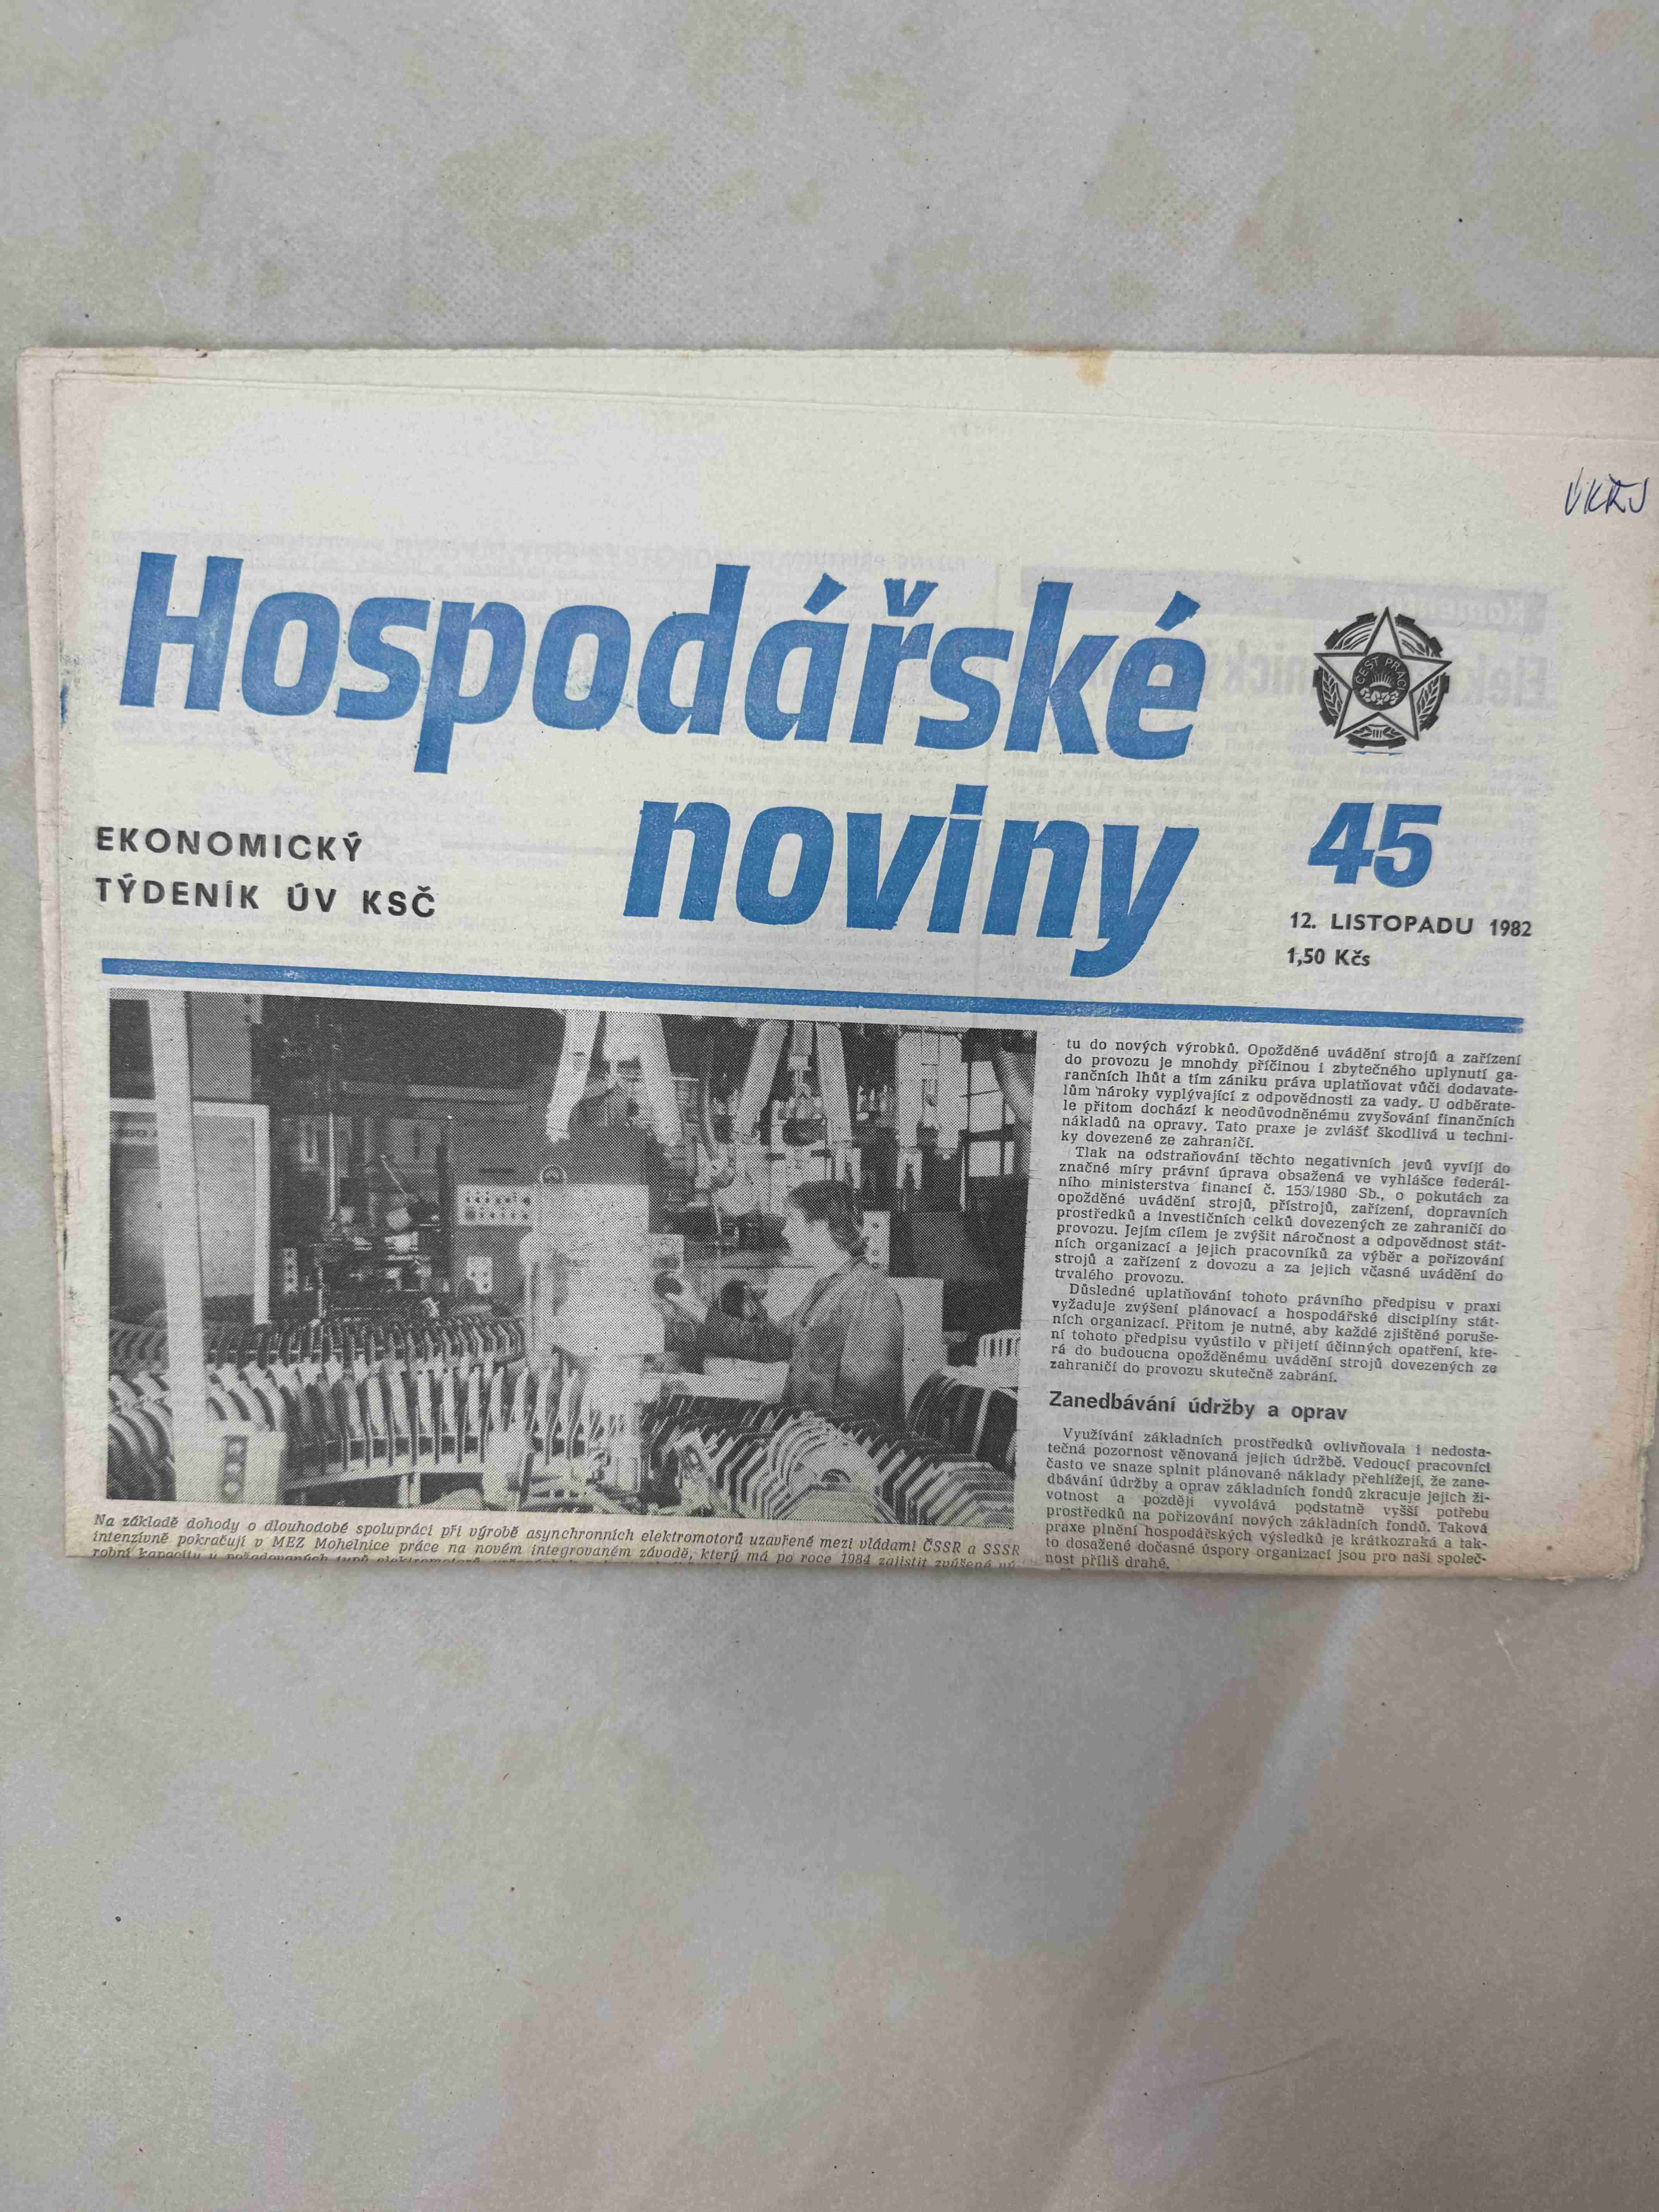 Hospodářské
noviny
EKONOMICKÝ
TÝDENÍK ÚV KSČ
ČEST PRÁCI
45
12. LISTOPADU 1982
1,50 Kčs
Na základě dohody o dlouhodobé spolupráci při výrobě asynchronních elektromotorů uzavřené mezi vládami ČSSR a SSSR
intenzívně pokračují v MEZ Mohelnice práce na novém integrovaném závodě, který má po roce 1984 zajistit zvýšené vý-
robní kapacitu u požadovaných typů elektromotorů
tu do nových výrobků. Opožděné uvádění strojů a zařízení
do provozu je mnohdy příčinou i zbytečného uplynutí ga-
rančních lhůt a tím zániku práva uplatňovat vůči dodavate-
lům nároky vyplývající z odpovědnosti za vady. U odběrate-
le přitom dochází k neodůvodněnému zvyšování finančních
nákladů na opravy. Tato praxe je zvlášť škodlivá u techni-
ky dovezené ze zahraničí.
Tlak na odstraňování těchto negativních jevů vyvíjí do
značné míry právní úprava obsažená ve vyhlášce federál-
ního ministerstva financí č. 153/1980 Sb., o pokutách za
opožděné uvádění strojů, přístrojů, zařízení, dopravních
prostředků a investičních celků dovezených ze zahraničí do
provozu. Jejím cílem je zvýšit náročnost a odpovědnost stát-
ních organizací a jejich pracovníků za výběr a pořizování
strojů a zařízení z dovozu a za jejich včasné uvádění do
trvalého provozu.
Důsledné uplatňování tohoto právního předpisu v praxi
vyžaduje zvýšení plánovací a hospodářské disciplíny stát-
ních organizací. Přitom je nutné, aby každé zjištěné poruše-
ní tohoto předpisu vyústilo v přijetí účinných opatření, kte-
rá do budoucna opožděnému uvádění strojů dovezených ze
zahraničí do provozu skutečně zabrání.
Zanedbávání údržby a oprav
Využívání základních prostředků ovlivňovala i nedosta-
tečná pozornost věnovaná jejich údržbě. Vedoucí pracovníci
často ve snaze splnit plánované náklady přehlížejí, že zane-
dbávání údržby a oprav základních fondů zkracuje jejich ži-
votnost a později vyvolává podstatně vyšší potřebu
prostředků na pořizování nových základních fondů. Taková
praxe plnění hospodářských výsledků je krátkozraká a tak-
to dosažené dočasné úspory organizací jsou pro naši společ-
nost příliš drahé.